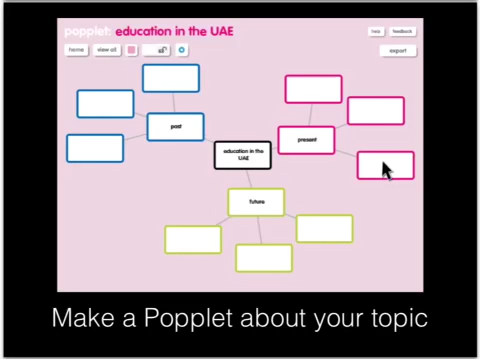 popplet: education in the UAE
help feedback
home view all
export
past
present
education in the
UAE
future
Make a Popplet about your topic